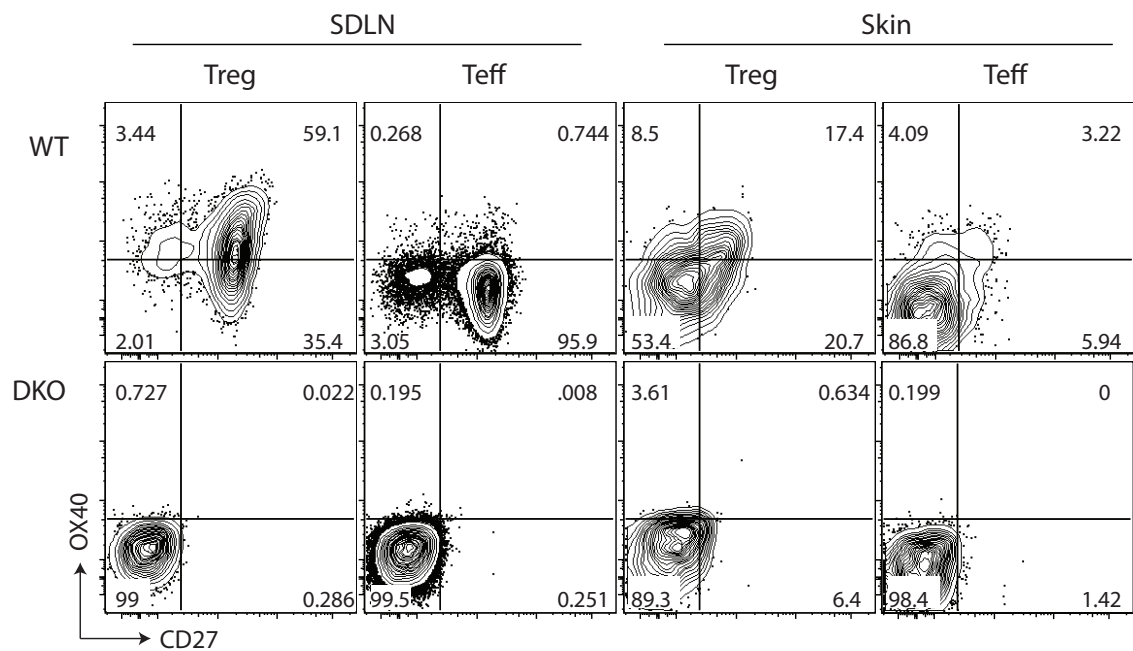 SDLN Skin
Treg Teff Treg Teff
WT
3.44 59.1 0.268 0.744 8.5 17.4 4.09 3.22
2.01 35.4 3.05 95.9 53.4 20.7 86.8 5.94
DKO
0.727 0.022 0.195 .008 3.61 0.634 0.199 0
99 0.286 99.5 0.251 89.3 6.4 98.4 1.42
OX40
CD27